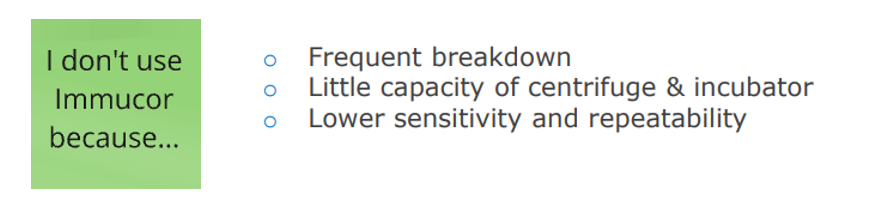 I don't use
Immucor
because...
○ Frequent breakdown
○ Little capacity of centrifuge & incubator
○ Lower sensitivity and repeatability